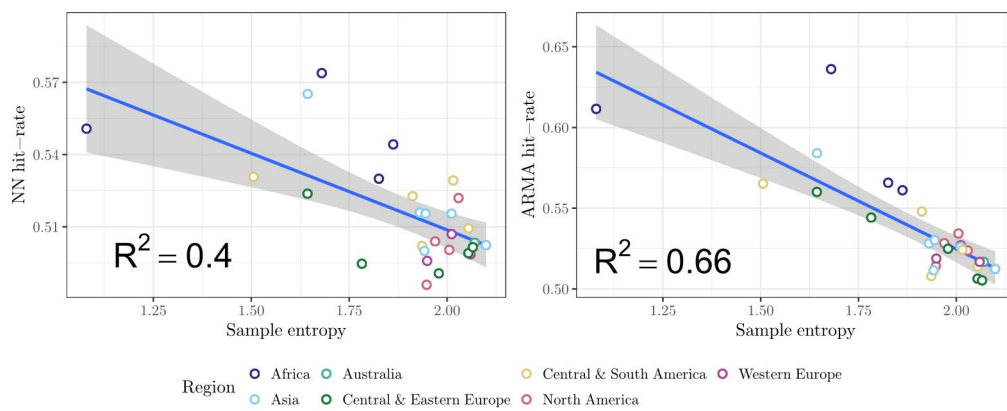 NN hit−rate
0.57
0.54
0.51
R² = 0.4
1.25 1.50 1.75 2.00
Sample entropy
ARMA hit−rate
0.65
0.60
0.55
0.50
R² = 0.66
1.25 1.50 1.75 2.00
Sample entropy
Region
Africa Australia Central & South America Western Europe
Asia Central & Eastern Europe North America